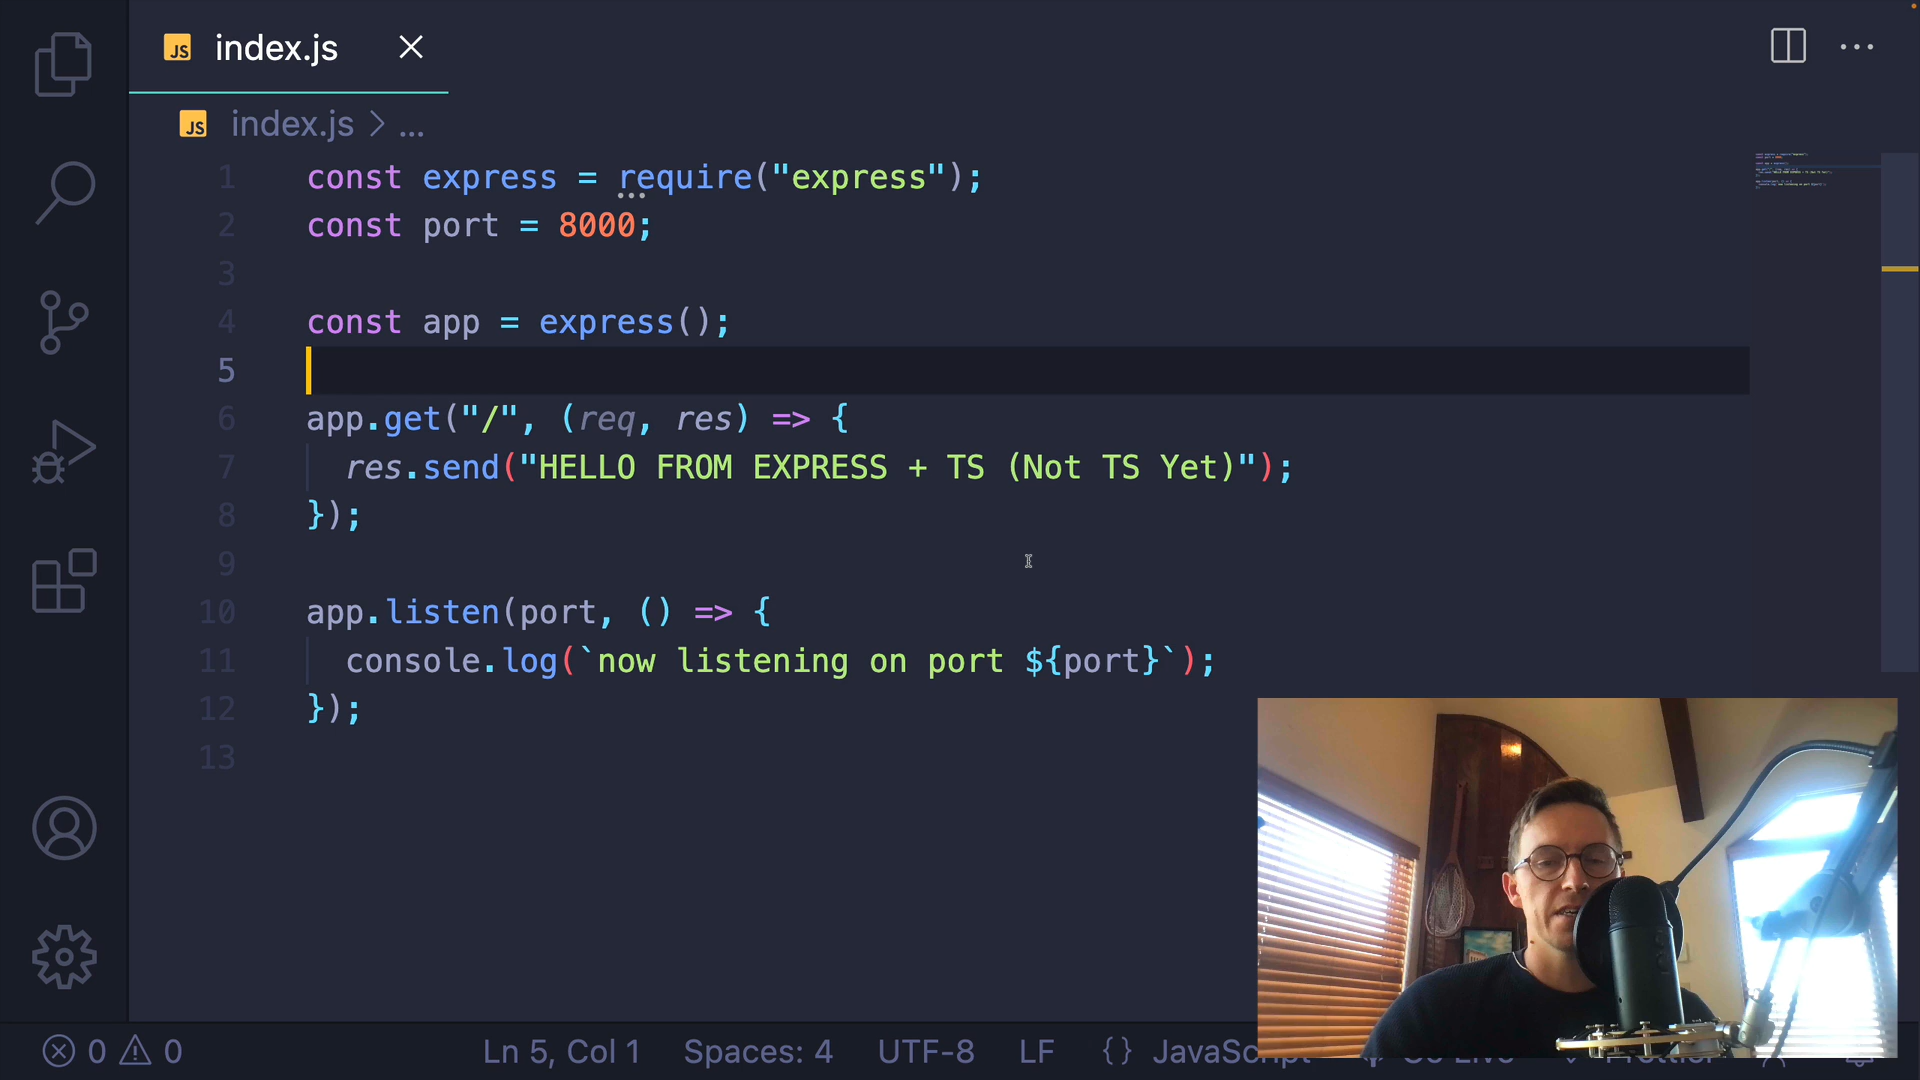 JS index.js
JS index.js > ...
1 const express = require("express");
2 const port = 8000;
3
4 const app = express();
5
6 app.get("/", (req, res) => {
7 res.send("HELLO FROM EXPRESS + TS (Not TS Yet)");
8 });
9
10 app.listen(port, () => {
11 console.log(`now listening on port ${port}`);
12 });
13
0 0 Ln 5, Col 1 Spaces: 4 UTF-8 LF {} JavaScript